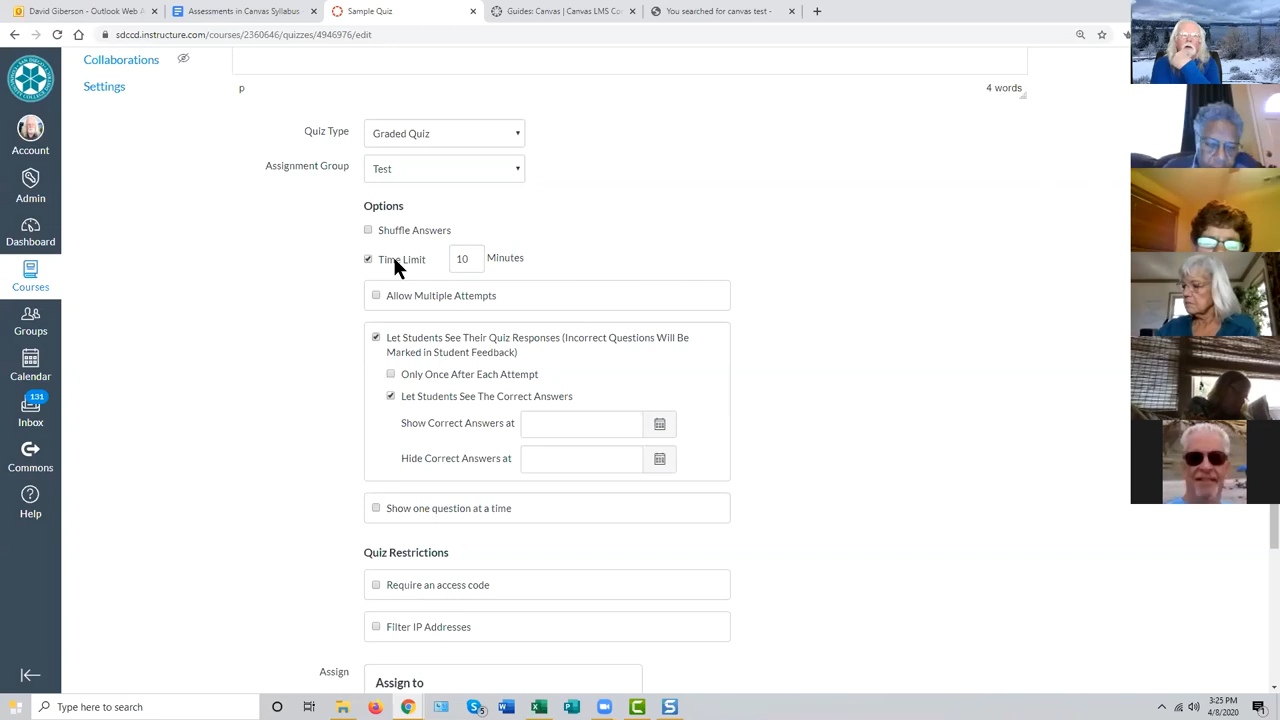 David Giberson - Outlook Web A
Assessments in Canvas Syllabus -
Sample Quiz
Guides: Canvas | Canvas LMS Co
You searched for canvas test -
sdccd.instructure.com/courses/2360646/quizzes/4946976/edit
Collaborations
Settings
Account
Admin
Dashboard
Courses
Groups
Calendar
131
Inbox
Commons
Help
p
4 words
Quiz Type
Graded Quiz
Assignment Group
Test
Options
Shuffle Answers
Time Limit 10 Minutes
Allow Multiple Attempts
Let Students See Their Quiz Responses (Incorrect Questions Will Be
Marked in Student Feedback)
Only Once After Each Attempt
Let Students See The Correct Answers
Show Correct Answers at
Hide Correct Answers at
Show one question at a time
Quiz Restrictions
Require an access code
Filter IP Addresses
Assign
Assign to
Type here to search
5
3:25 PM
4/8/2020
1